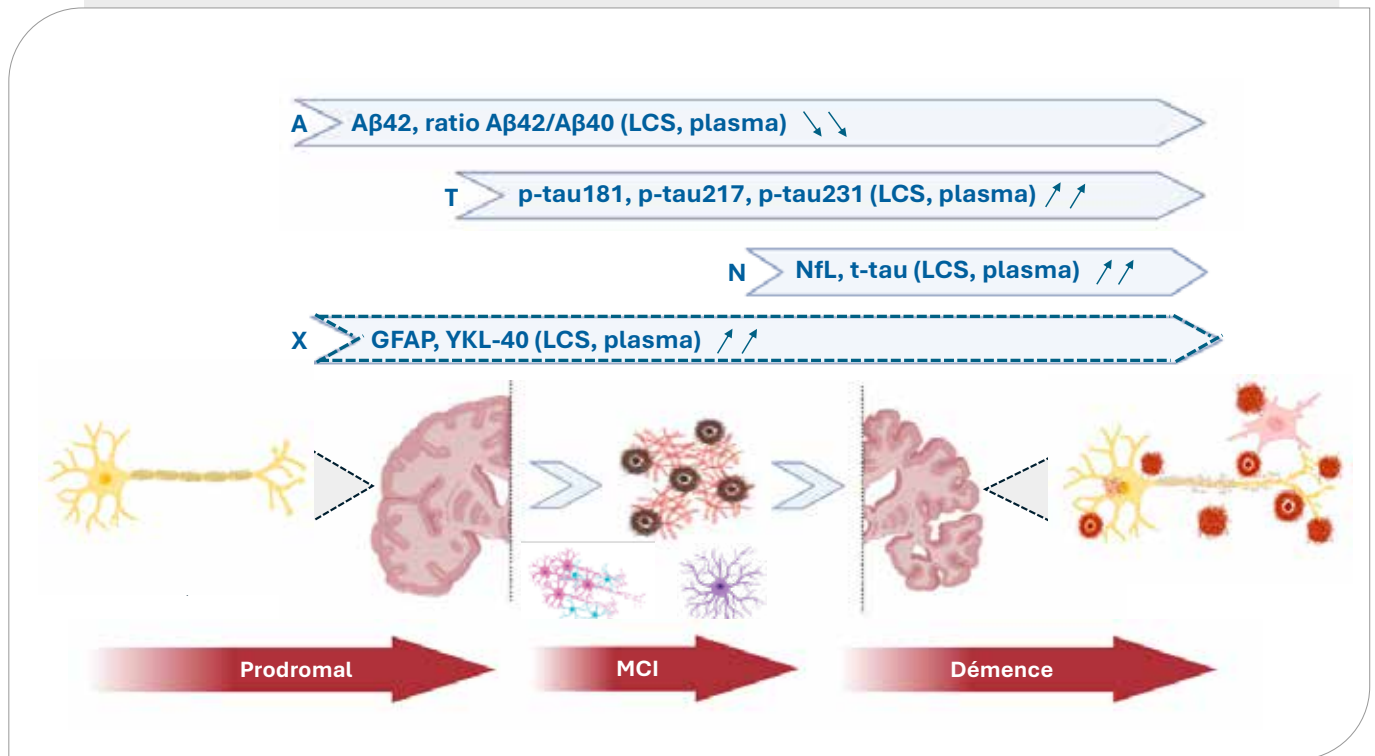 A
Aβ42, ratio Aβ42/Aβ40 (LCS, plasma) ↘ ↘
T
p-tau181, p-tau217, p-tau231 (LCS, plasma) ↗ ↗
N
NfL, t-tau (LCS, plasma) ↗ ↗
X
GFAP, YKL-40 (LCS, plasma) ↗ ↗
Prodromal
MCI
Démence